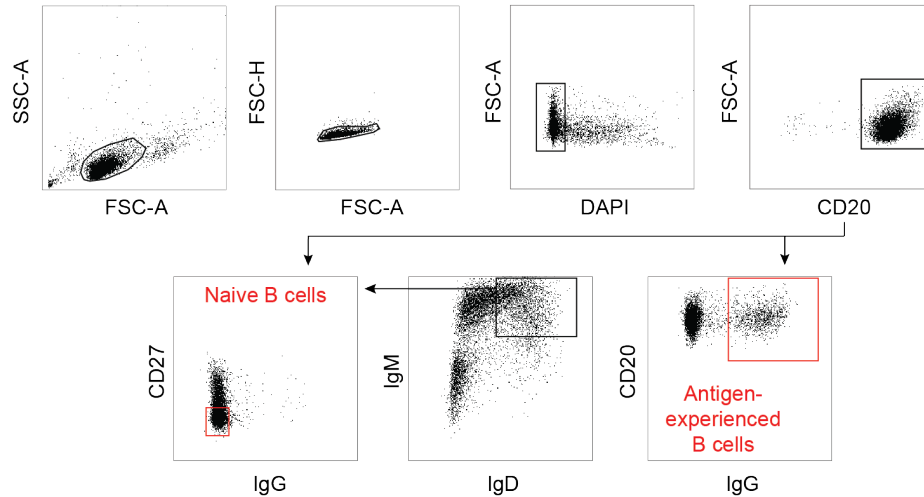 SSC-A
FSC-A
FSC-H
FSC-A
FSC-A
DAPI
FSC-A
CD20
CD27
Naive B cells
IgG
IgM
IgD
CD20
Antigen-
experienced
B cells
IgG